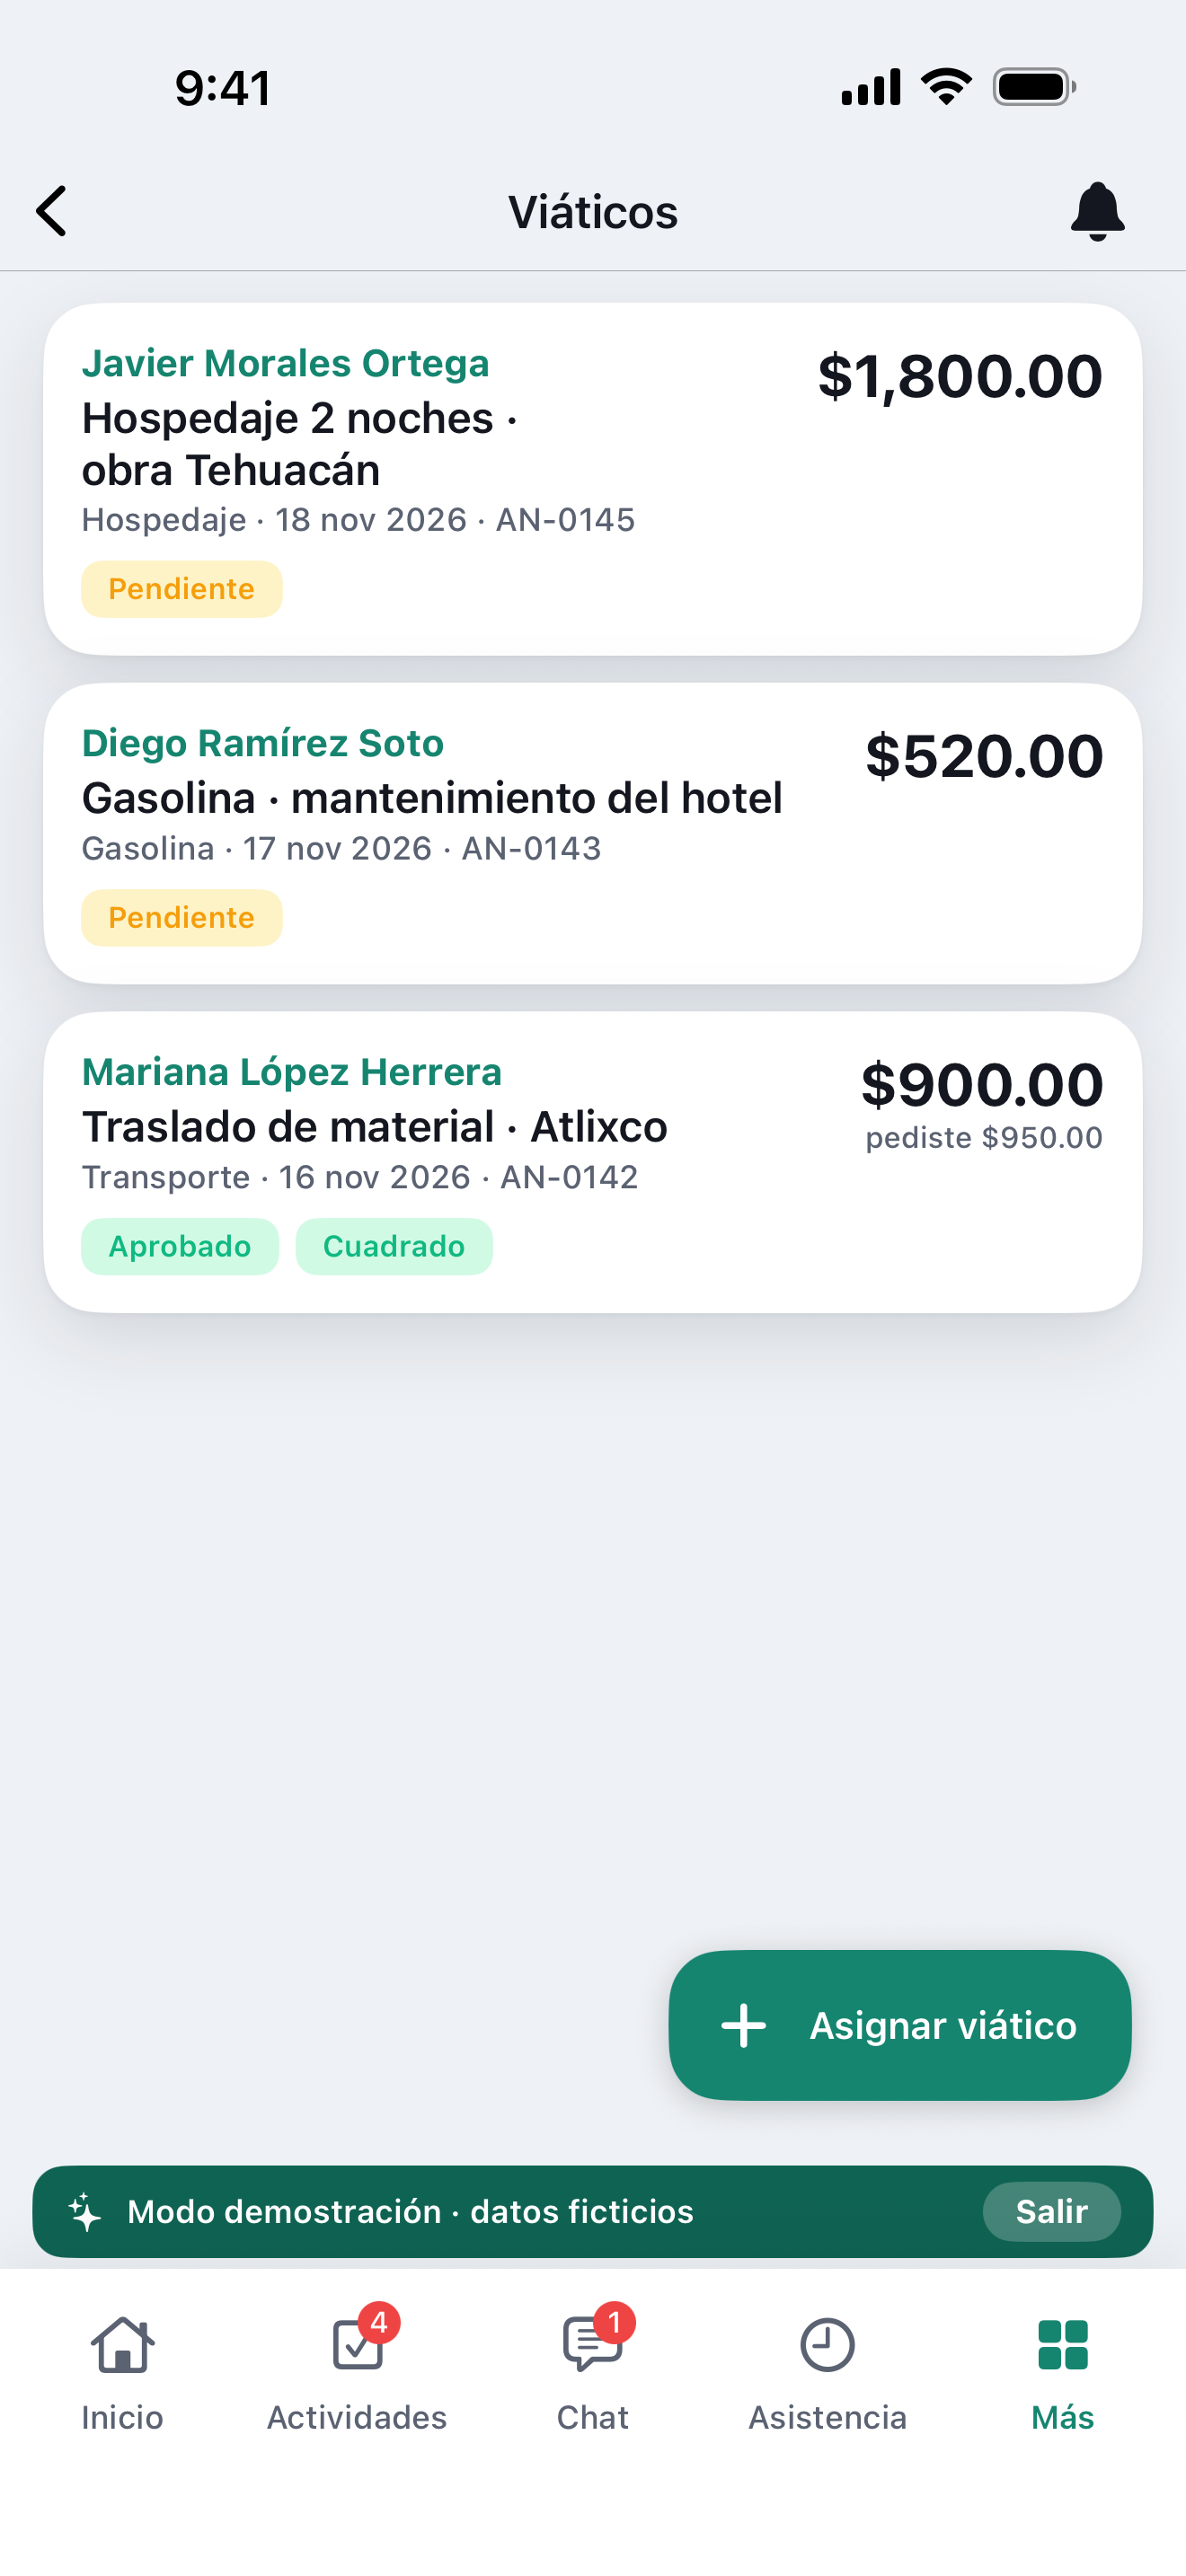 9:41
Viáticos
Javier Morales Ortega
$1,800.00
Hospedaje 2 noches ·
obra Tehuacán
Hospedaje · 18 nov 2026 · AN-0145
Pendiente
Diego Ramírez Soto
$520.00
Gasolina · mantenimiento del hotel
Gasolina · 17 nov 2026 · AN-0143
Pendiente
Mariana López Herrera
$900.00
Traslado de material · Atlixco
pediste $950.00
Transporte · 16 nov 2026 · AN-0142
Aprobado Cuadrado
Asignar viático
Modo demostración · datos ficticios Salir
4 1
Inicio Actividades Chat Asistencia Más